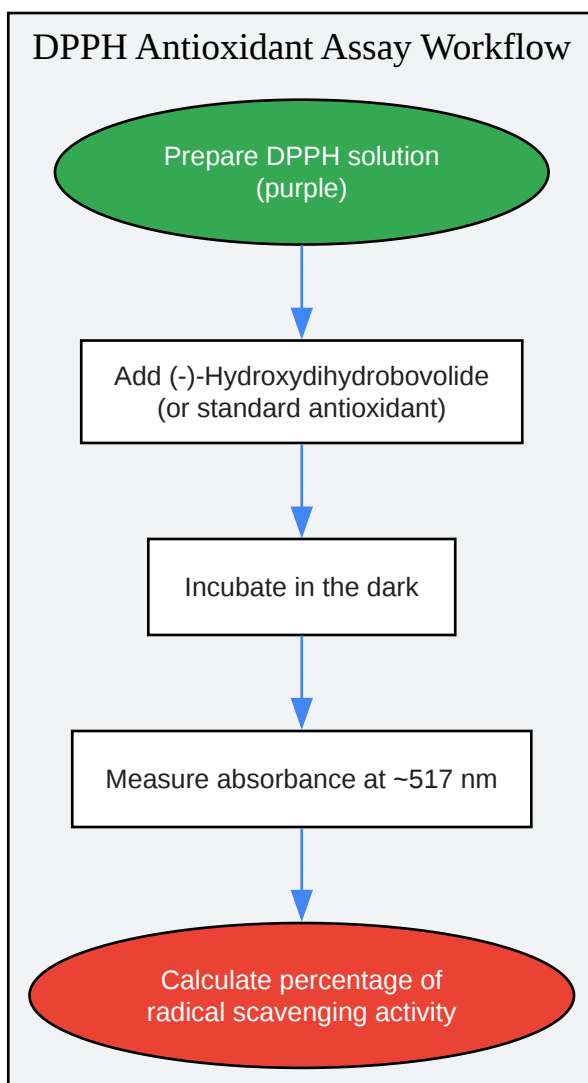 DPPH Antioxidant Assay Workflow
Prepare DPPH solution
(purple)
Add (-)-Hydroxydihydrobovolide
(or standard antioxidant)
Incubate in the dark
Measure absorbance at ~517 nm
Calculate percentage of
radical scavenging activity